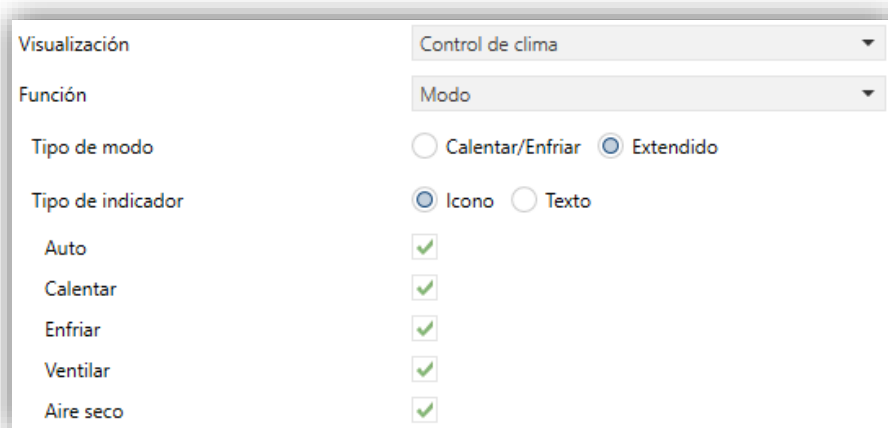 Visualización Control de clima
Función Modo
Tipo de modo Calentar/Enfriar Extendido
Tipo de indicador Icono Texto
Auto
Calentar
Enfriar
Ventilar
Aire seco